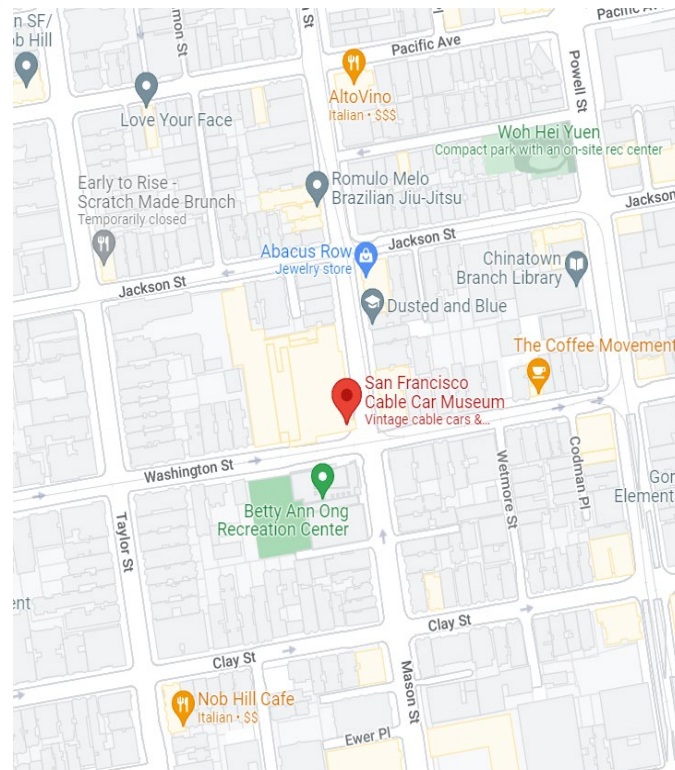 n SF/
ob Hill
mon St
Pacific Ave
Pacific Av
Powell St
AltoVino
Italian • $$$
Love Your Face
Woh Hei Yuen
Compact park with an on-site rec center
Early to Rise -
Scratch Made Brunch
Temporarily closed
Romulo Melo
Brazilian Jiu-Jitsu
Jackson
Jackson St
Abacus Row
Jewelry store
Chinatown
Branch Library
Jackson St
Dusted and Blue
The Coffee Movement
San Francisco
Cable Car Museum
Vintage cable cars &...
Washington St
Wetmore St
Codman Pl
Gor
Element
Betty Ann Ong
Recreation Center
Taylor St
ent
Clay St
Clay St
Mason St
Nob Hill Cafe
Italian • $$
Ewer Pl